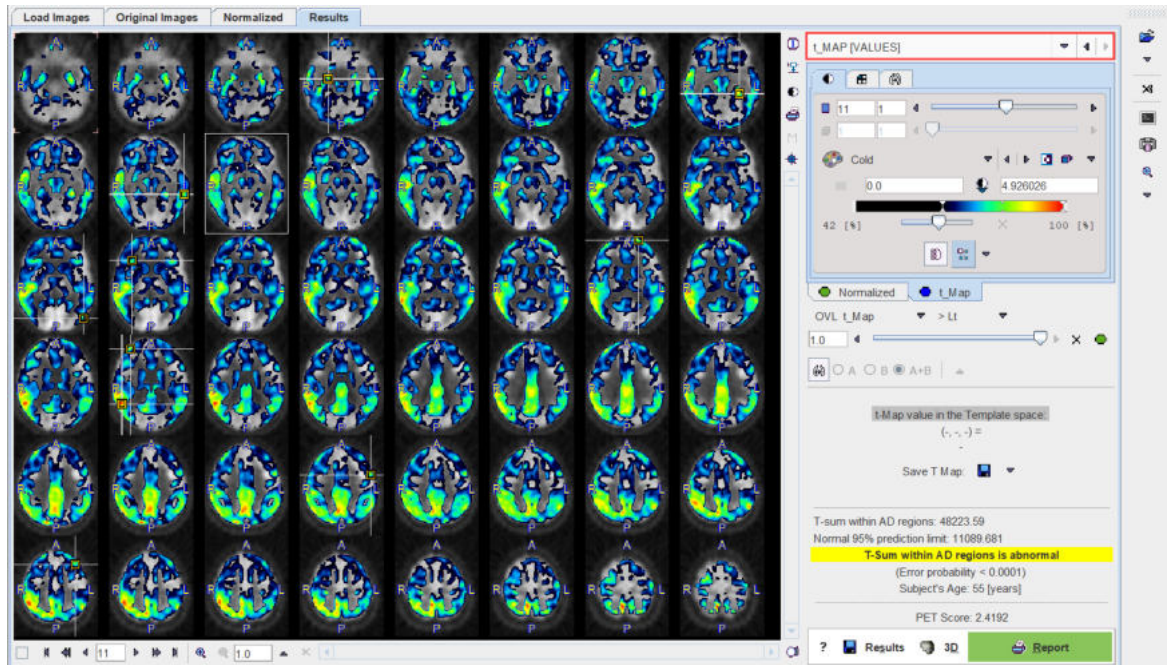 Load Images Original Images Normalized Results
t_MAP [VALUES]
11 1
1 1
Cold
0.0 4.926026
42 [%] 100 [%]
Normalized t_Map
OVL t_Map > Lt
1.0
A B A+B
t-Map value in the Template space:
(-, -, -) =
-
Save T Map:
T-sum within AD regions: 48223.59
Normal 95% prediction limit: 11089.681
T-Sum within AD regions is abnormal
(Error probability < 0.0001)
Subject's Age: 55 [years]
PET Score: 2.4192
11 1.0
? Results 3D Report